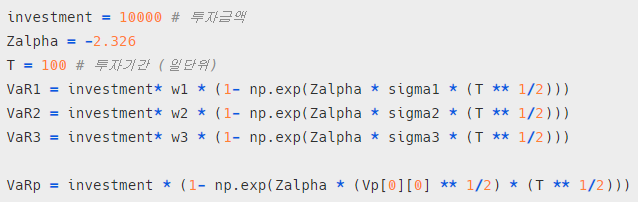 investment = 10000 # 투자금액
Zalpha = -2.326
T = 100 # 투자기간 (일단위)
VaR1 = investment* w1 * (1- np.exp(Zalpha * sigma1 * (T ** 1/2)))
VaR2 = investment* w2 * (1- np.exp(Zalpha * sigma2 * (T ** 1/2)))
VaR3 = investment* w3 * (1- np.exp(Zalpha * sigma3 * (T ** 1/2)))
VaRp = investment * (1- np.exp(Zalpha * (Vp[0][0] ** 1/2) * (T ** 1/2)))